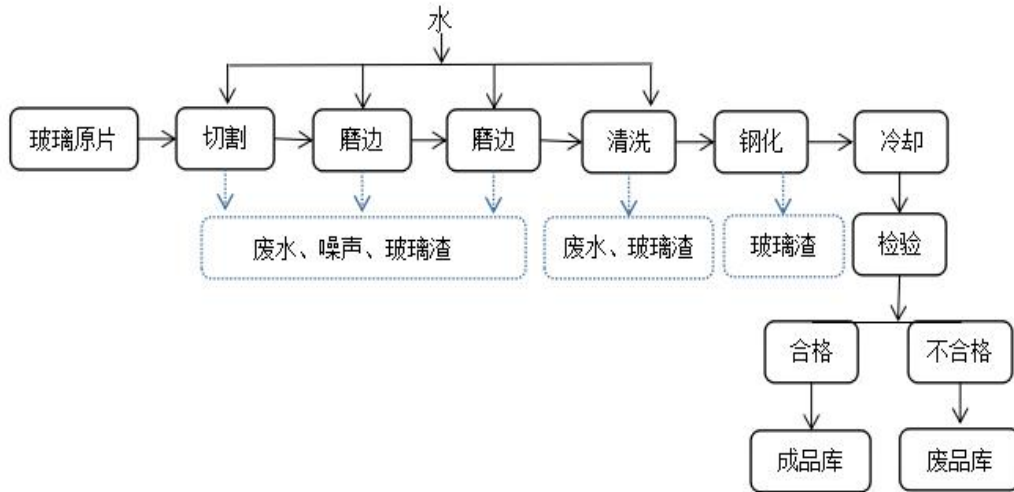 水
玻璃原片
切割
磨边
磨边
清洗
钢化
冷却
废水、噪声、玻璃渣
废水、玻璃渣
玻璃渣
检验
合格
不合格
成品库
废品库